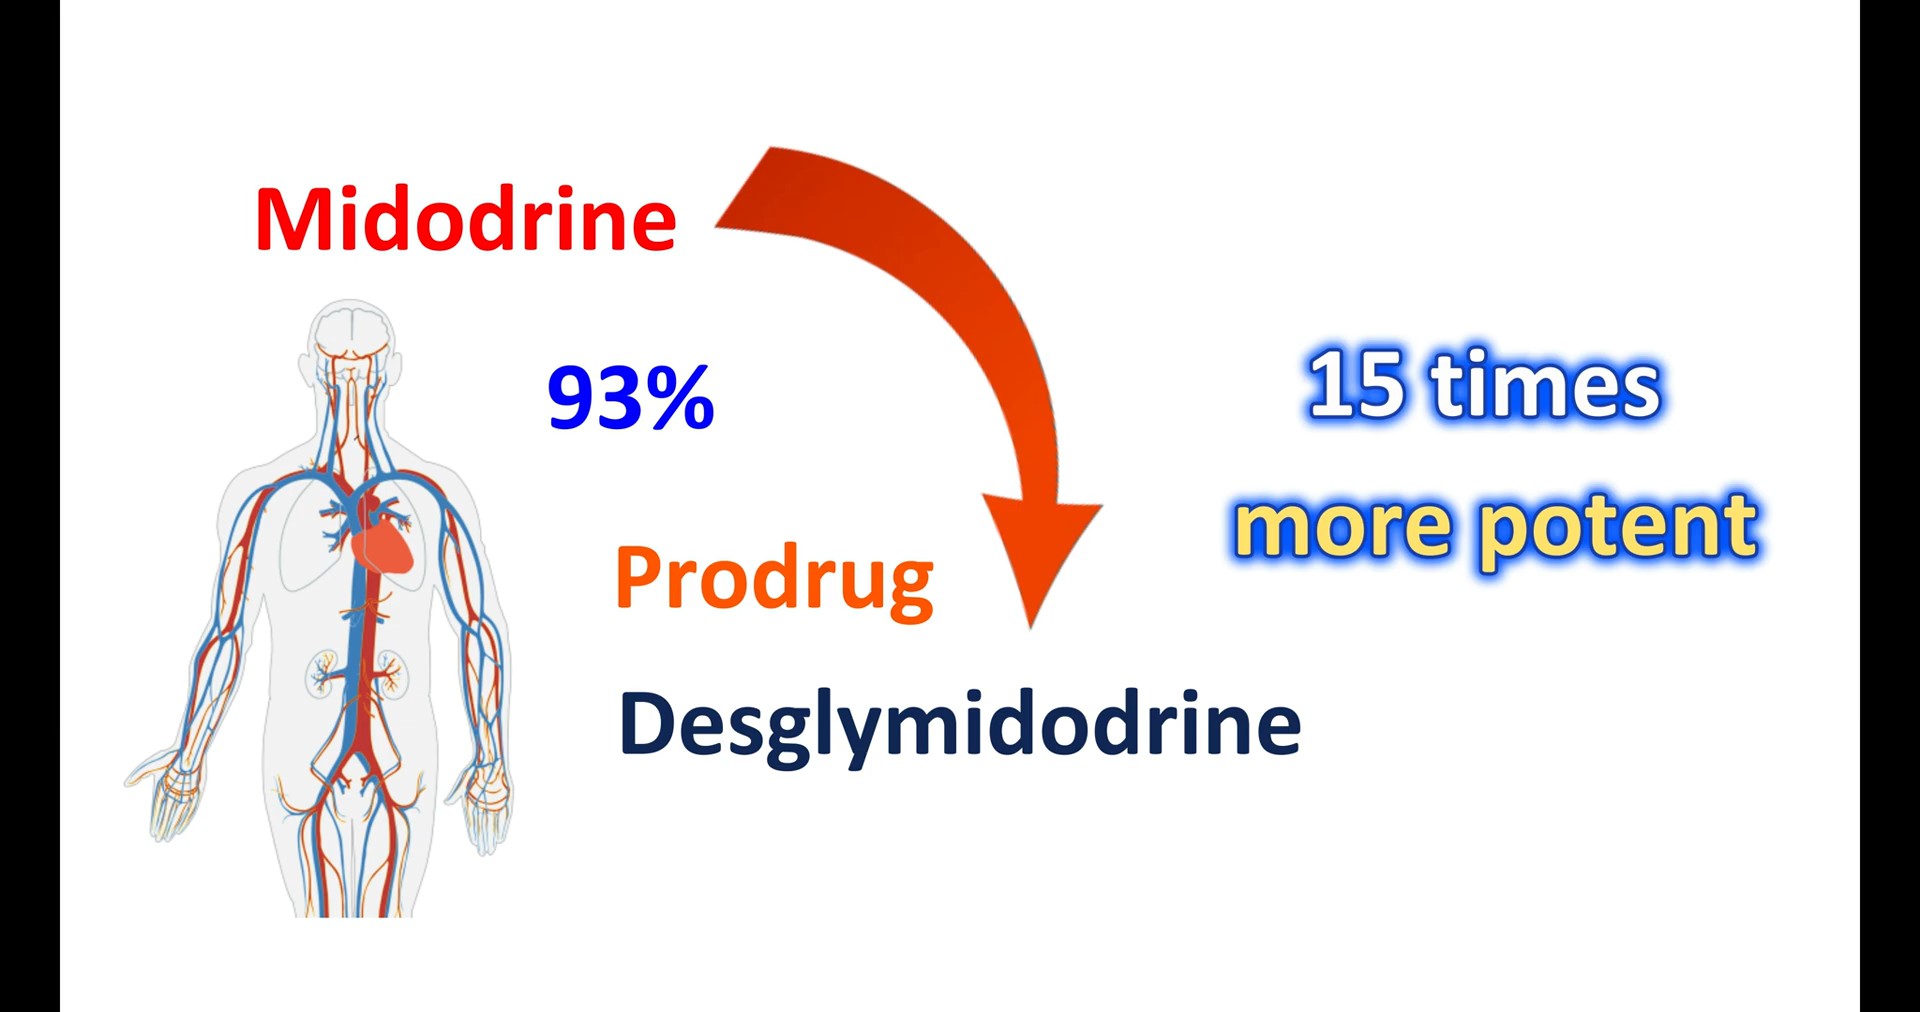 Midodrine
93%
15 times
more potent
Prodrug
Desglymidodrine